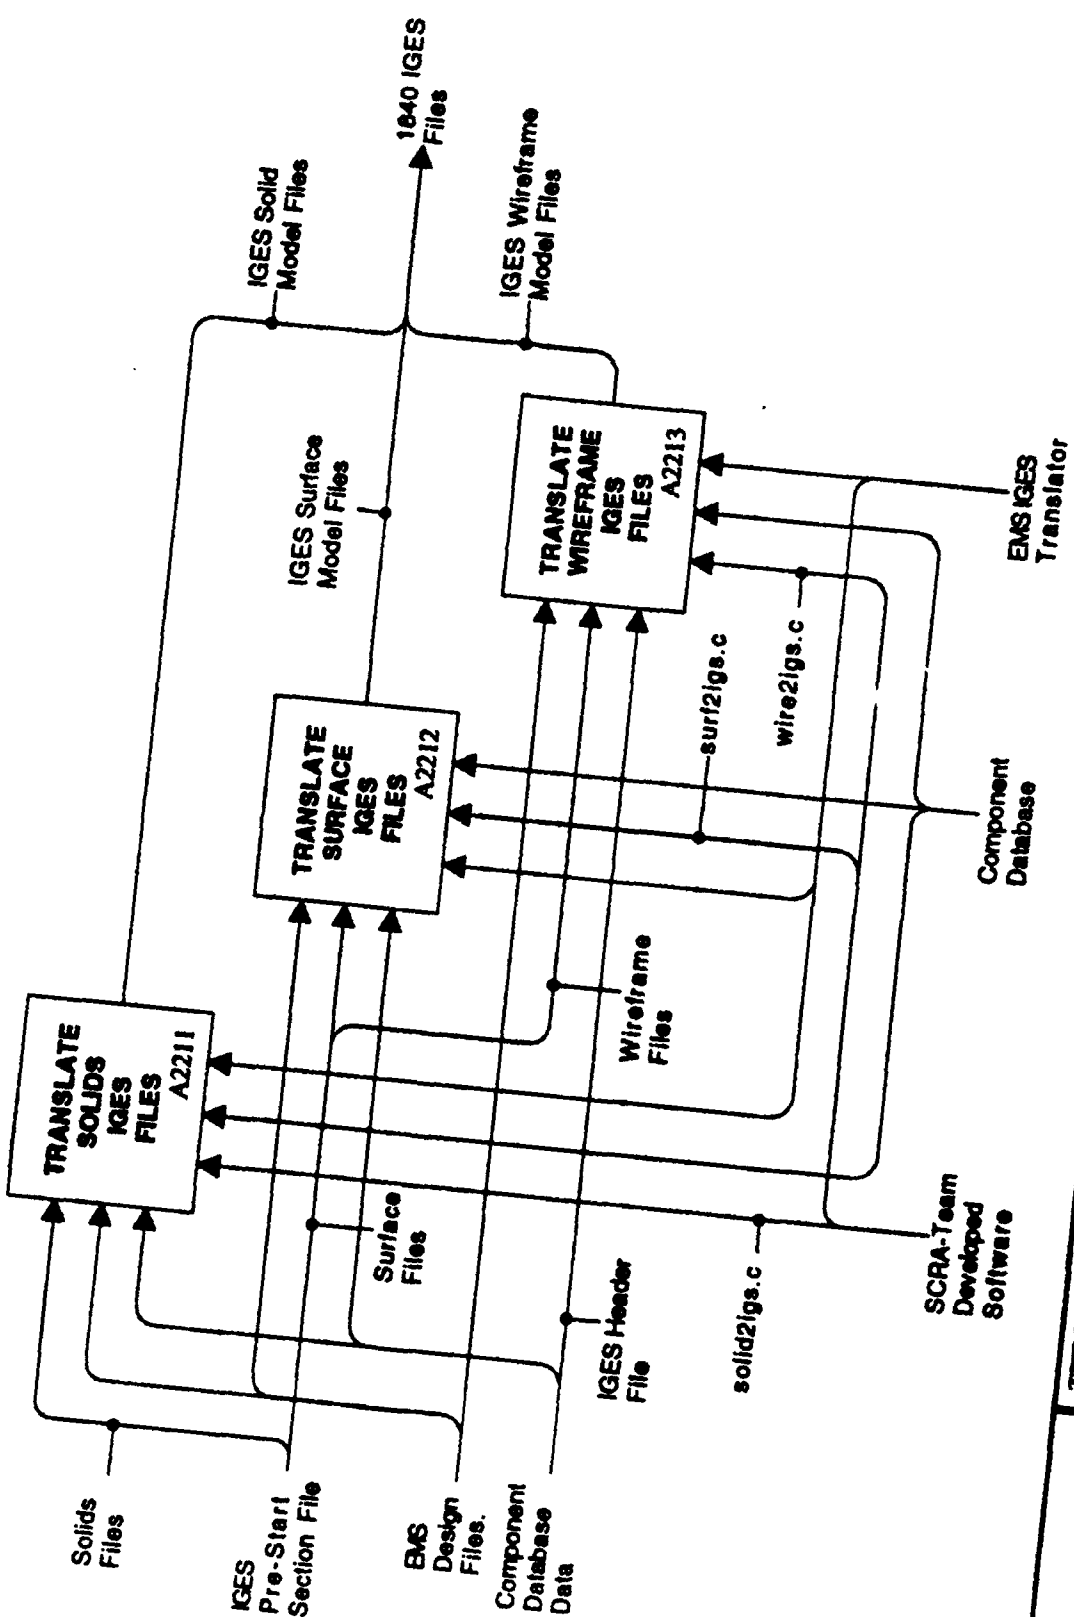 TRANSLATE
SOLIDS
IGES
FILES
A2211
TRANSLATE
SURFACE
IGES
FILES
A2212
TRANSLATE
WIREFRAME
IGES
FILES
A2213
Solids
Files
IGES
Pre-Start
Section File
EMS
Design
Files.
Component
Database
Data
Surface
Files
IGES Header
File
Wireframe
Files
solid2igs.c
surf2igs.c
wire2igs.c
SCRA-Team
Developed
Software
Component
Database
EMS IGES
Translator
IGES Surface
Model Files
IGES Solid
Model Files
IGES Wireframe
Model Files
1840 IGES
Files